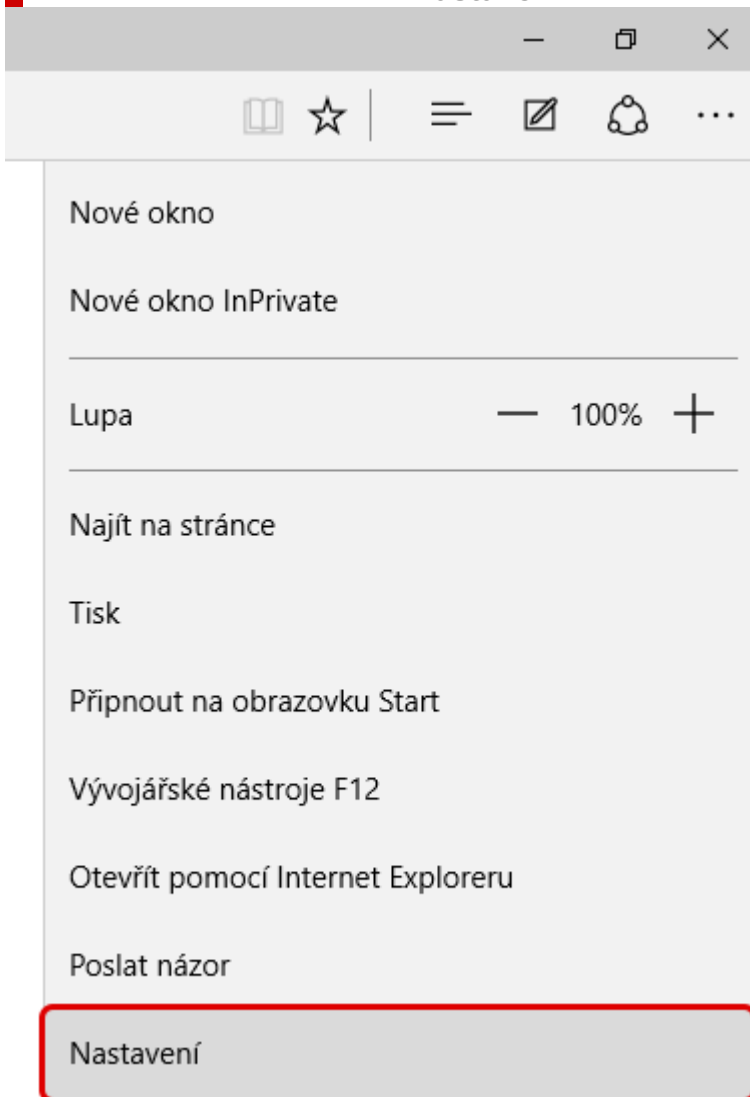 Nové okno
Nové okno InPrivate
Lupa — 100% +
Najít na stránce
Tisk
Připnout na obrazovku Start
Vývojářské nástroje F12
Otevřít pomocí Internet Exploreru
Poslat názor
Nastavení